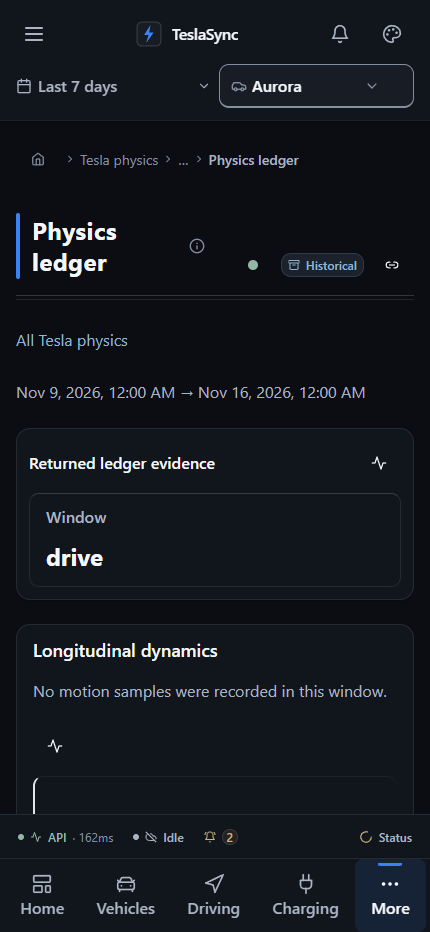 TeslaSync
Last 7 days
Aurora
Tesla physics
...
Physics ledger
Physics
ledger
Historical
All Tesla physics
Nov 9, 2026, 12:00 AM → Nov 16, 2026, 12:00 AM
Returned ledger evidence
Window
drive
Longitudinal dynamics
No motion samples were recorded in this window.
API · 162ms
Idle
2
Status
Home
Vehicles
Driving
Charging
More